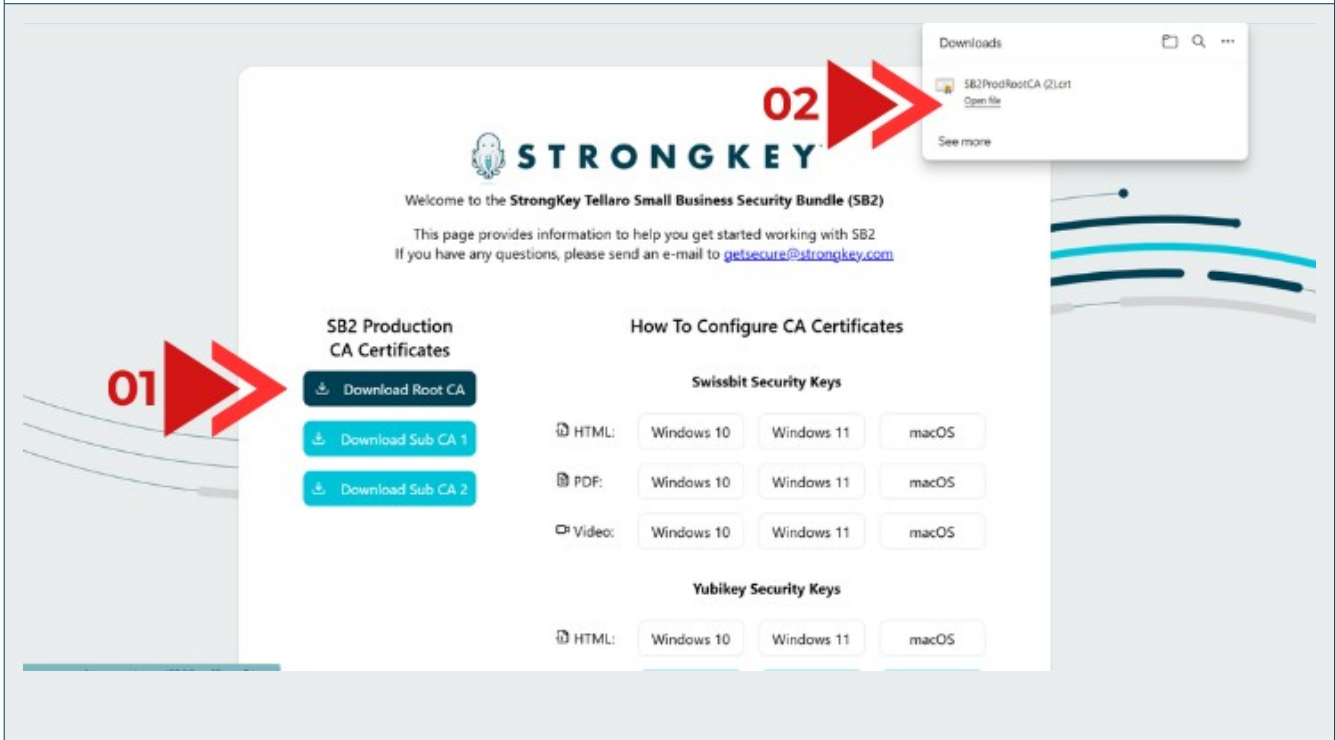 Downloads
SB2ProdRootCA (2).crt
Open file
See more
02
STRONGKEY
Welcome to the StrongKey Tellaro Small Business Security Bundle (SB2)
This page provides information to help you get started working with SB2
If you have any questions, please send an e-mail to getsecure@strongkey.com
SB2 Production
CA Certificates
01
Download Root CA
Download Sub CA 1
Download Sub CA 2
How To Configure CA Certificates
Swissbit Security Keys
HTML: Windows 10 Windows 11 macOS
PDF: Windows 10 Windows 11 macOS
Video: Windows 10 Windows 11 macOS
Yubikey Security Keys
HTML: Windows 10 Windows 11 macOS